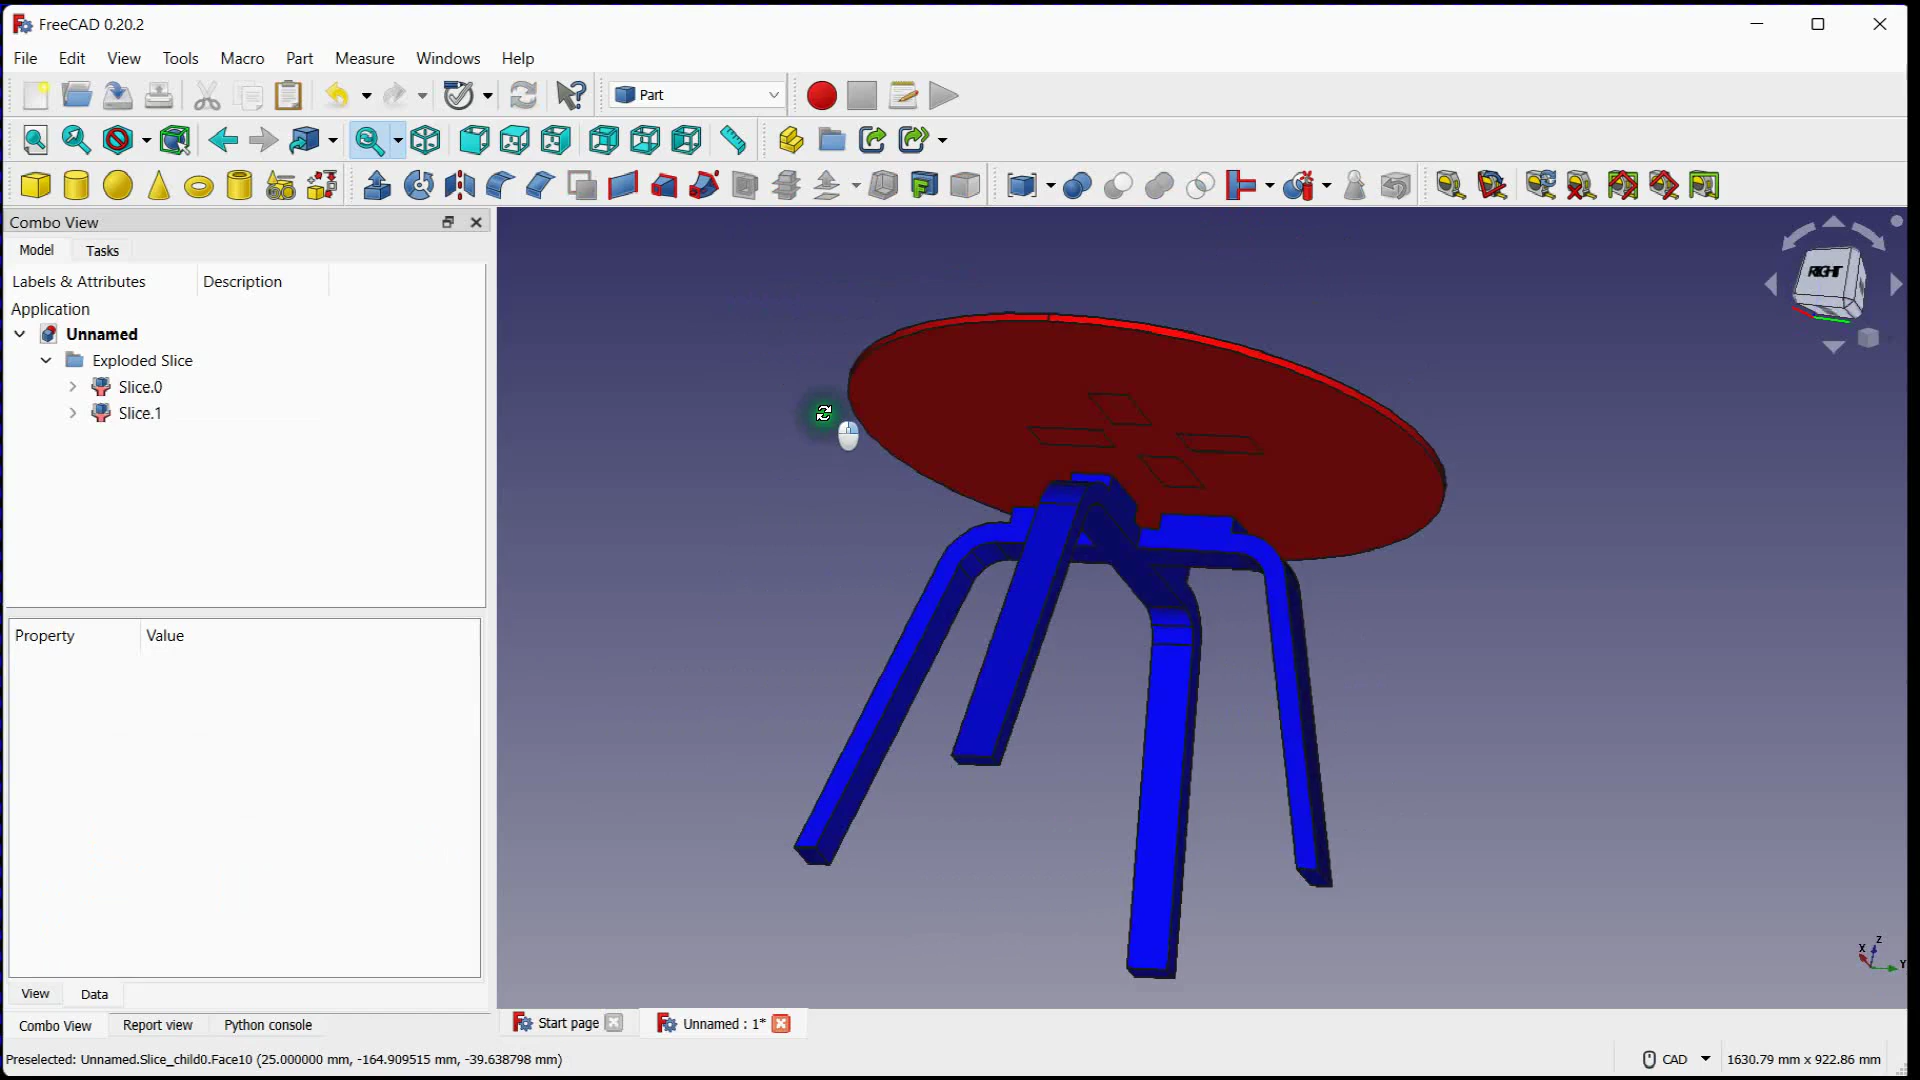 FreeCAD 0.20.2
File Edit View Tools Macro Part Measure Windows Help
Part
Combo View
Model Tasks
Labels & Attributes Description
Application
Unnamed
Exploded Slice
Slice.0
Slice.1
RIGHT
Property Value
X Z Y
View Data
Combo View Report view Python console
Start page Unnamed : 1*
Preselected: Unnamed.Slice_child0.Face10 (25.000000 mm, -164.909515 mm, -39.638798 mm)
CAD 1630.79 mm x 922.86 mm